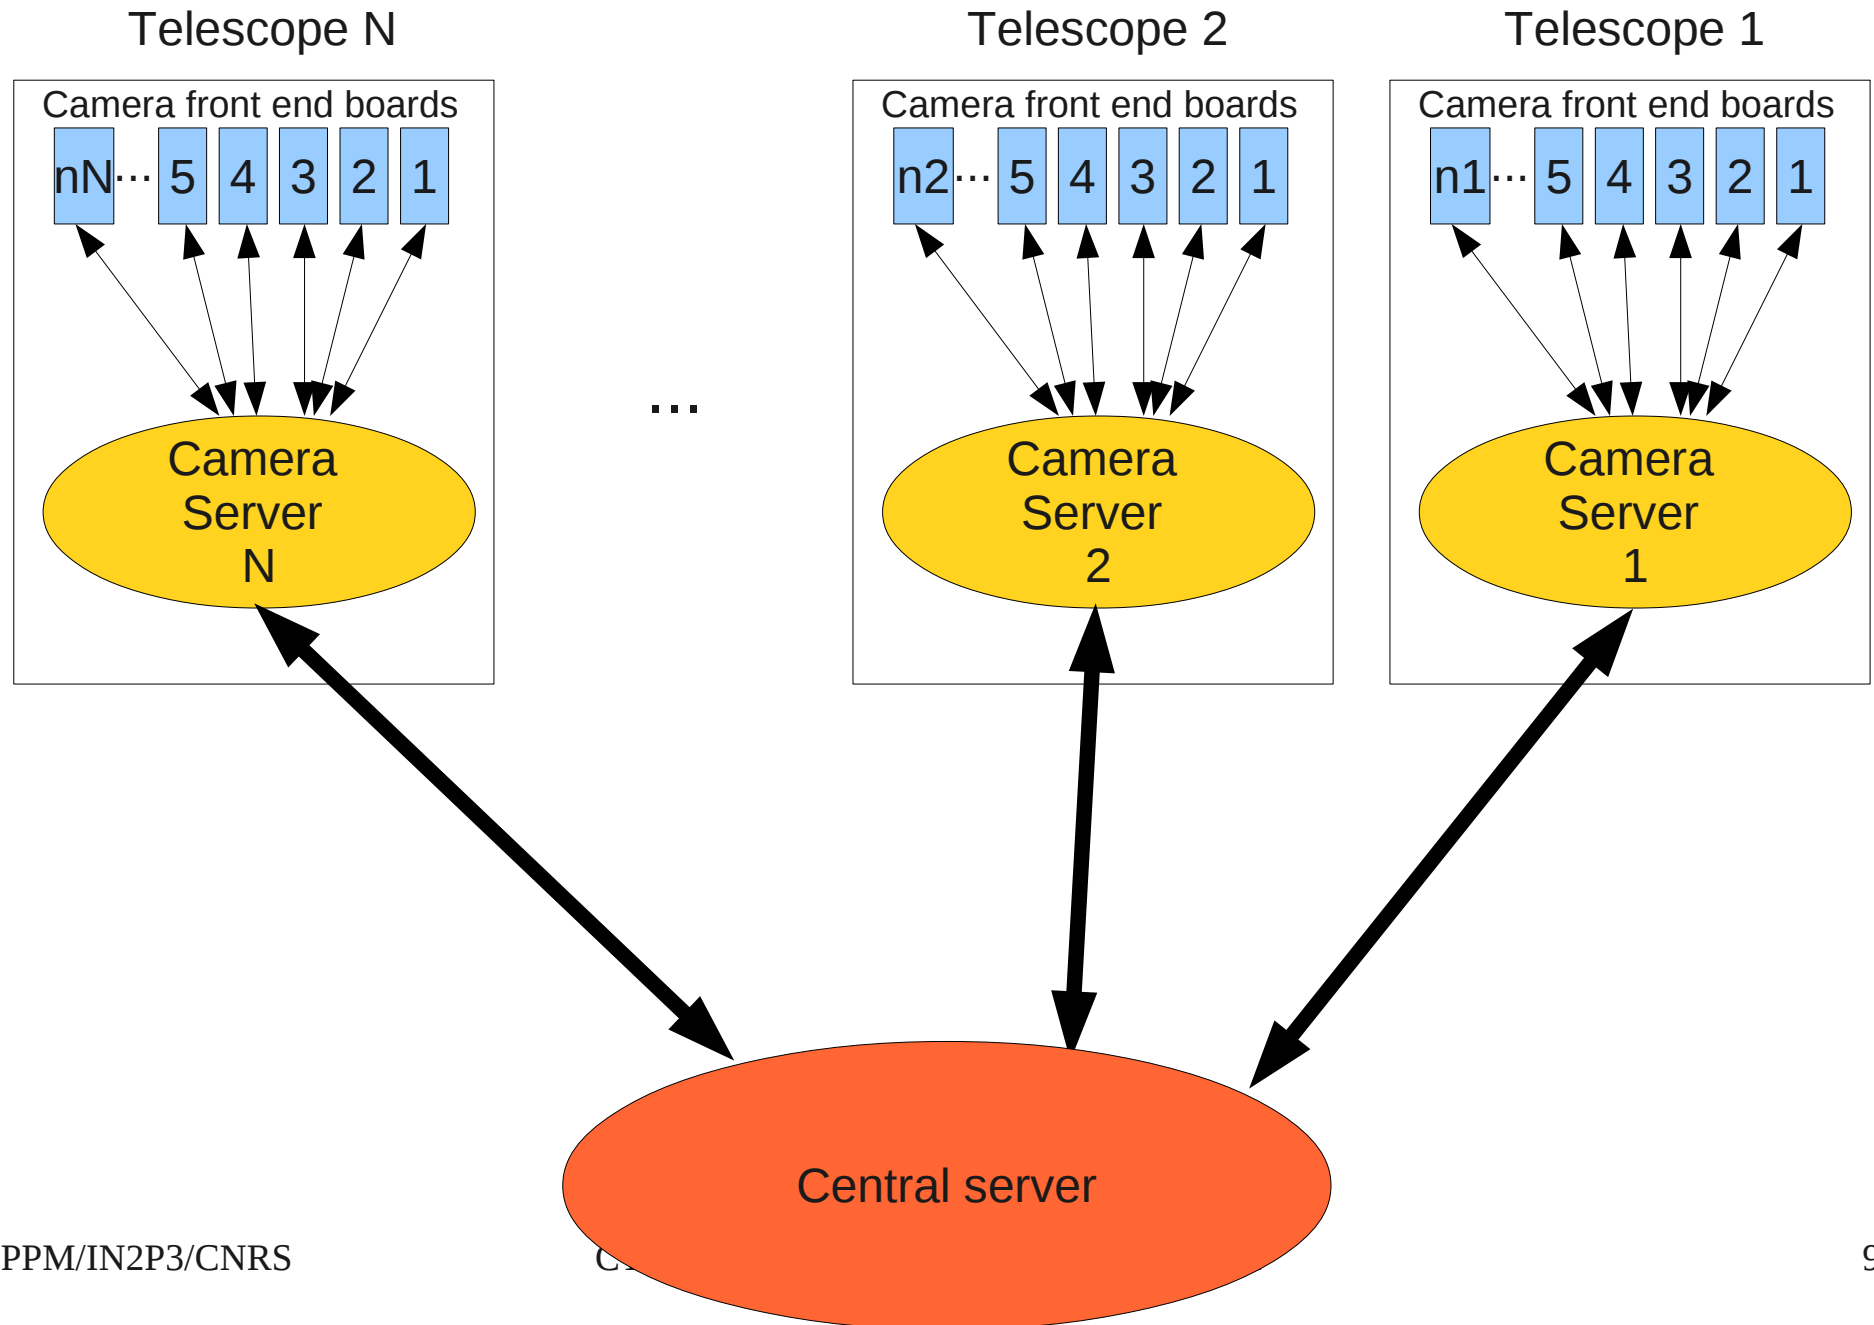 Telescope N
Telescope 2
Telescope 1
Camera front end boards
Camera front end boards
Camera front end boards
nN ... 5 4 3 2 1
n2 ... 5 4 3 2 1
n1 ... 5 4 3 2 1
...
Camera
Server
N
Camera
Server
2
Camera
Server
1
Central server
PPM/IN2P3/CNRS
9